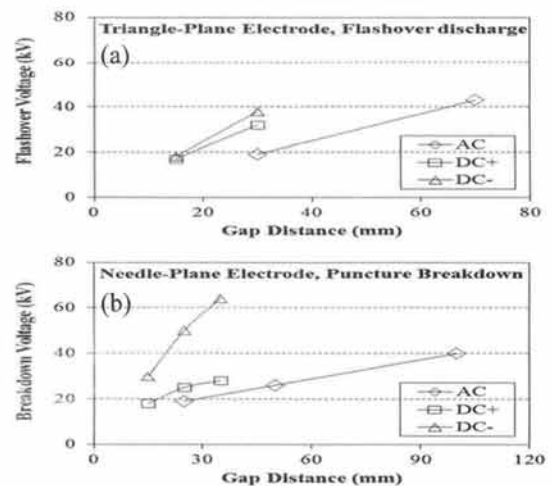 80
Triangle-Plane Electrode, Flashover discharge
(a)
60
40
20
0
Flashover Voltage (kV)
AC
DC+
DC-
0 20 40 60 80
Gap Distance (mm)
80
Needle-Plane Electrode, Puncture Breakdown
(b)
60
40
20
0
Breakdown Voltage (kV)
AC
DC+
DC-
0 30 60 90 120
Gap Distance (mm)